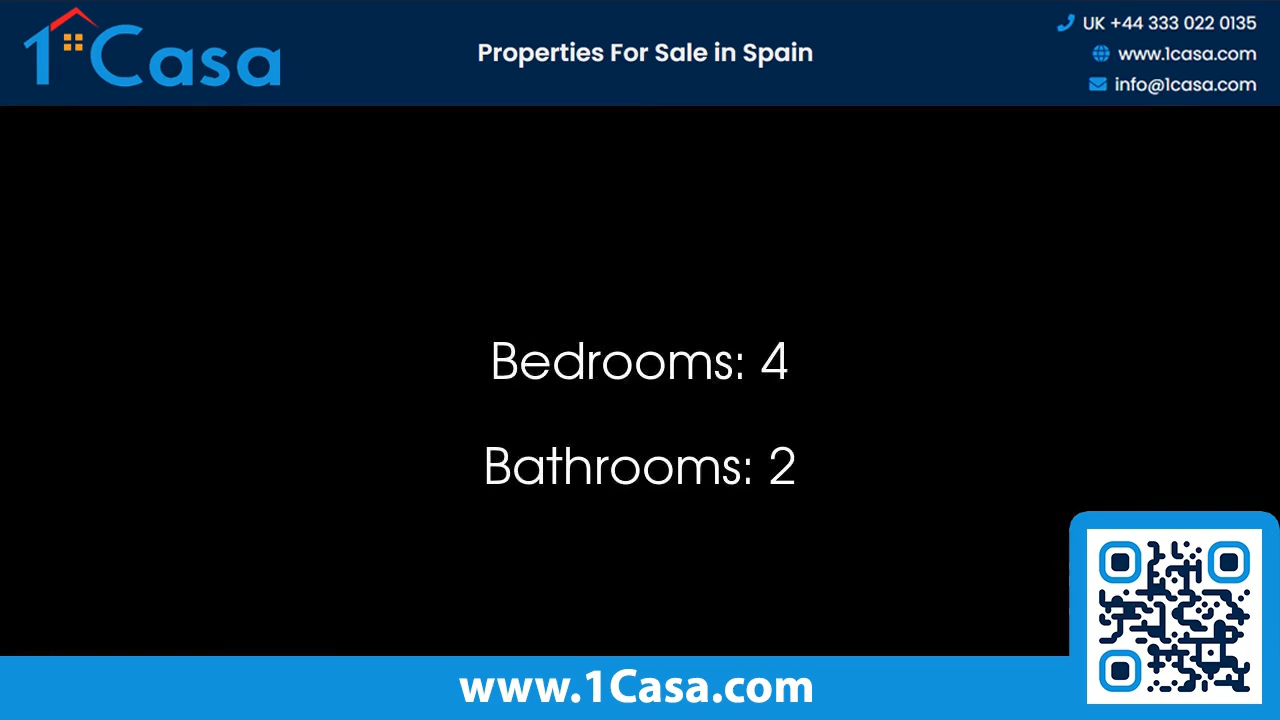 1Casa
Properties For Sale in Spain
UK +44 333 022 0135
www.1casa.com
info@1casa.com
Bedrooms: 4
Bathrooms: 2
www.1Casa.com